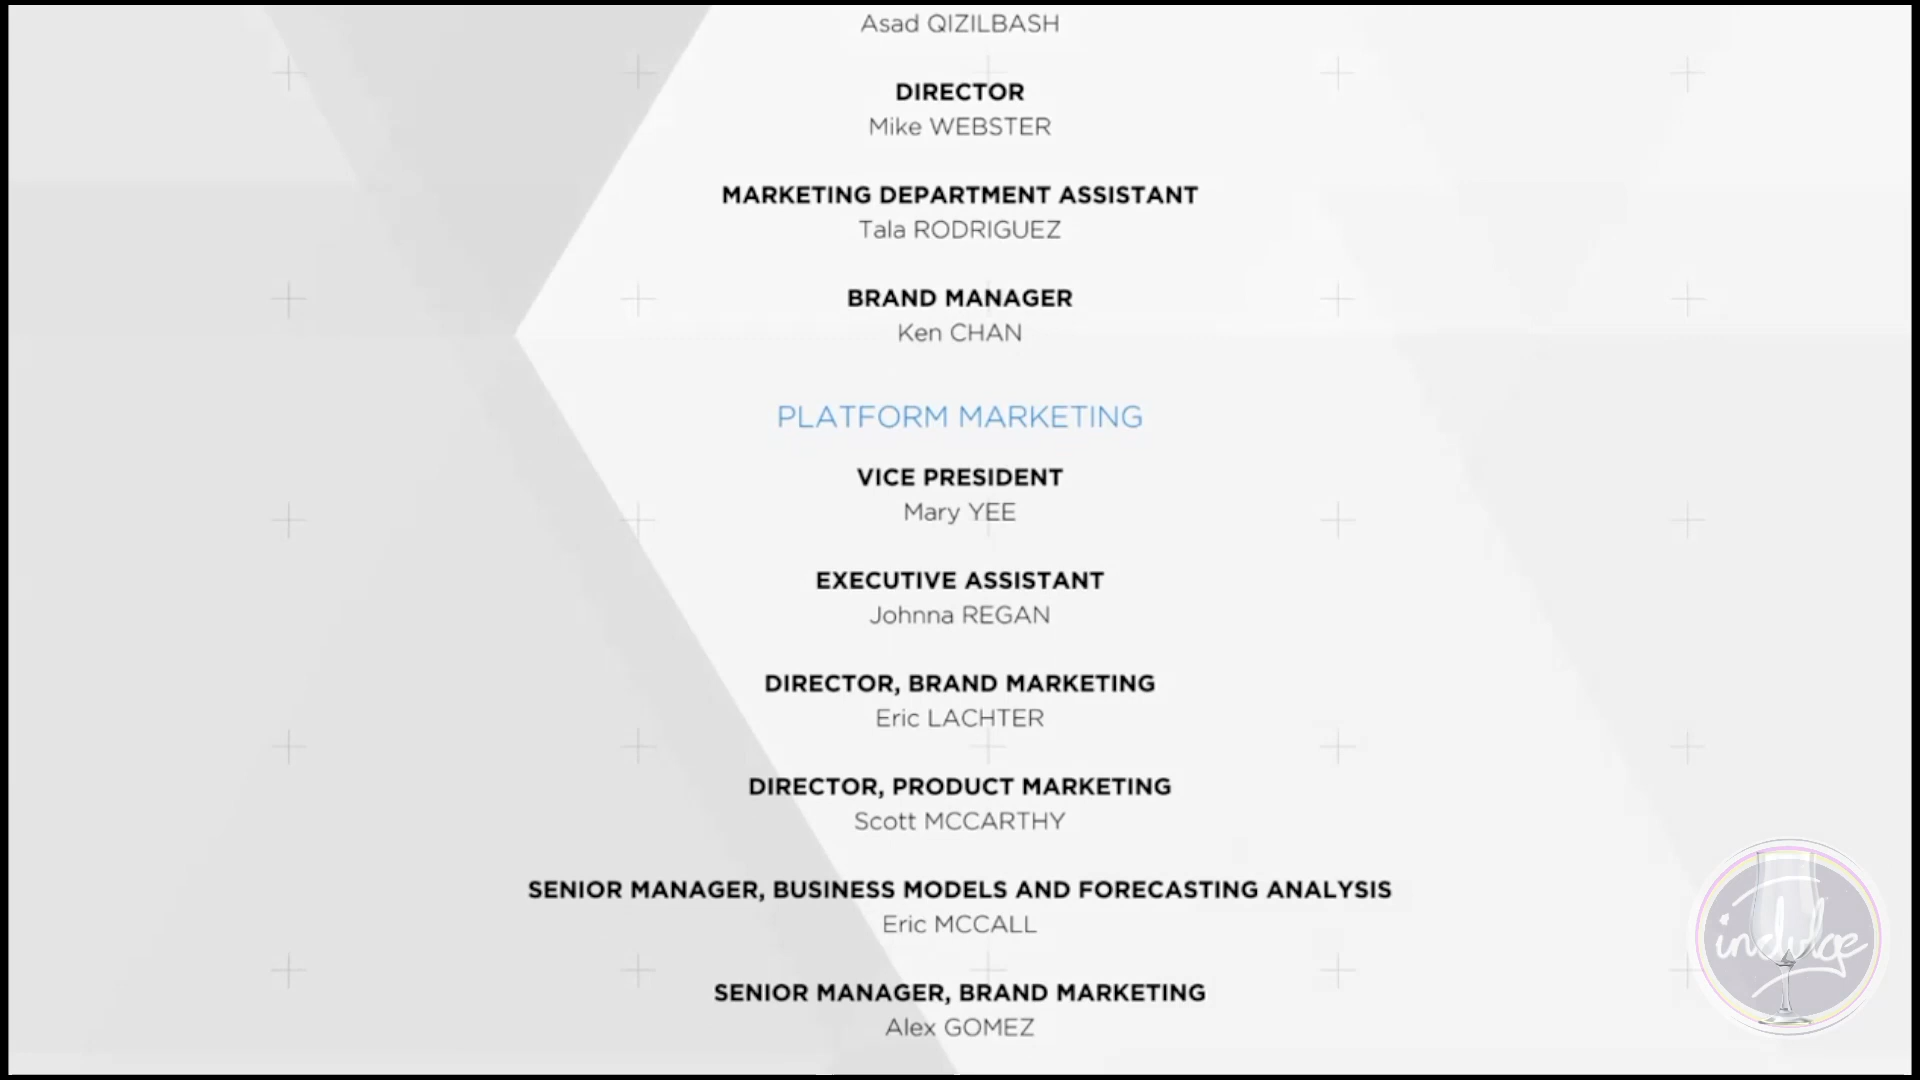 Asad QIZILBASH
DIRECTOR
Mike WEBSTER
MARKETING DEPARTMENT ASSISTANT
Tala RODRIGUEZ
BRAND MANAGER
Ken CHAN
PLATFORM MARKETING
VICE PRESIDENT
Mary YEE
EXECUTIVE ASSISTANT
Johnna REGAN
DIRECTOR, BRAND MARKETING
Eric LACHTER
DIRECTOR, PRODUCT MARKETING
Scott MCCARTHY
SENIOR MANAGER, BUSINESS MODELS AND FORECASTING ANALYSIS
Eric MCCALL
SENIOR MANAGER, BRAND MARKETING
Alex GOMEZ
indulge